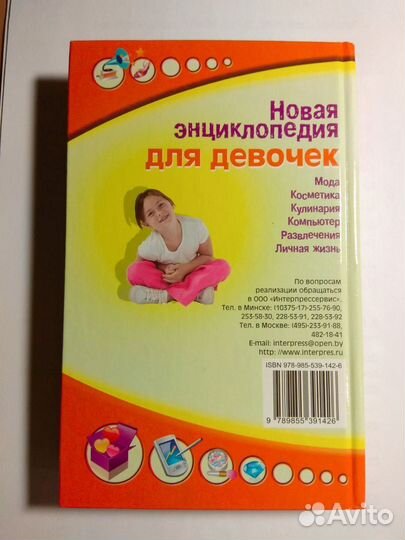 Новая
энциклопедия
для девочек
Мода
Косметика
Кулинария
Компьютер
Развлечения
Личная жизнь
По вопросам
реализации обращаться
в ООО «Интерпрессервис».
Тел. в Минске: (10375-17)-255-76-90,
253-58-30, 228-53-91, 228-53-92
Тел. в Москве: (495)-233-91-88,
482-18-41
E-mail: interpress@open.by
http: //www.interpres.ru
ISBN 978-985-539-142-6
9 789855 391426
Avito